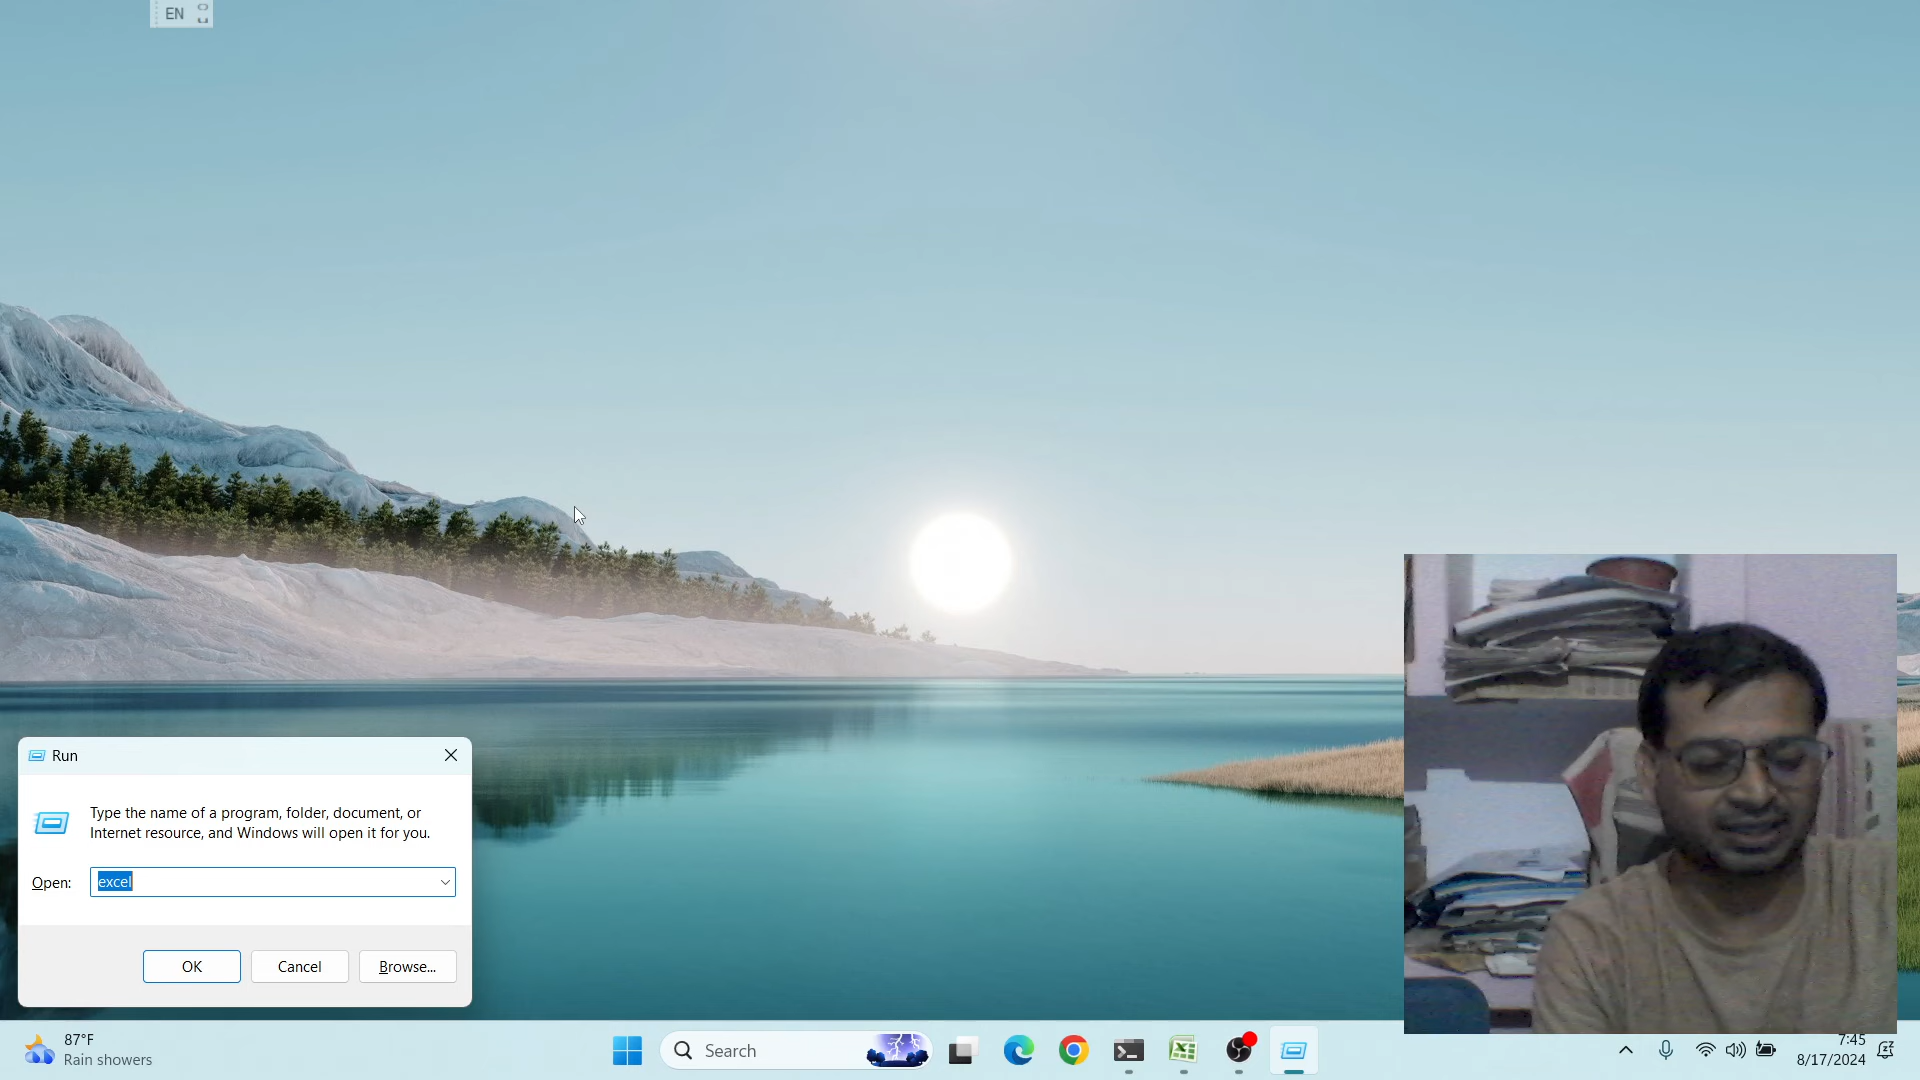 EN
Run
Type the name of a program, folder, document, or
Internet resource, and Windows will open it for you.
Open: excel
OK Cancel Browse...
87°F
Rain showers
Search
7:45
8/17/2024